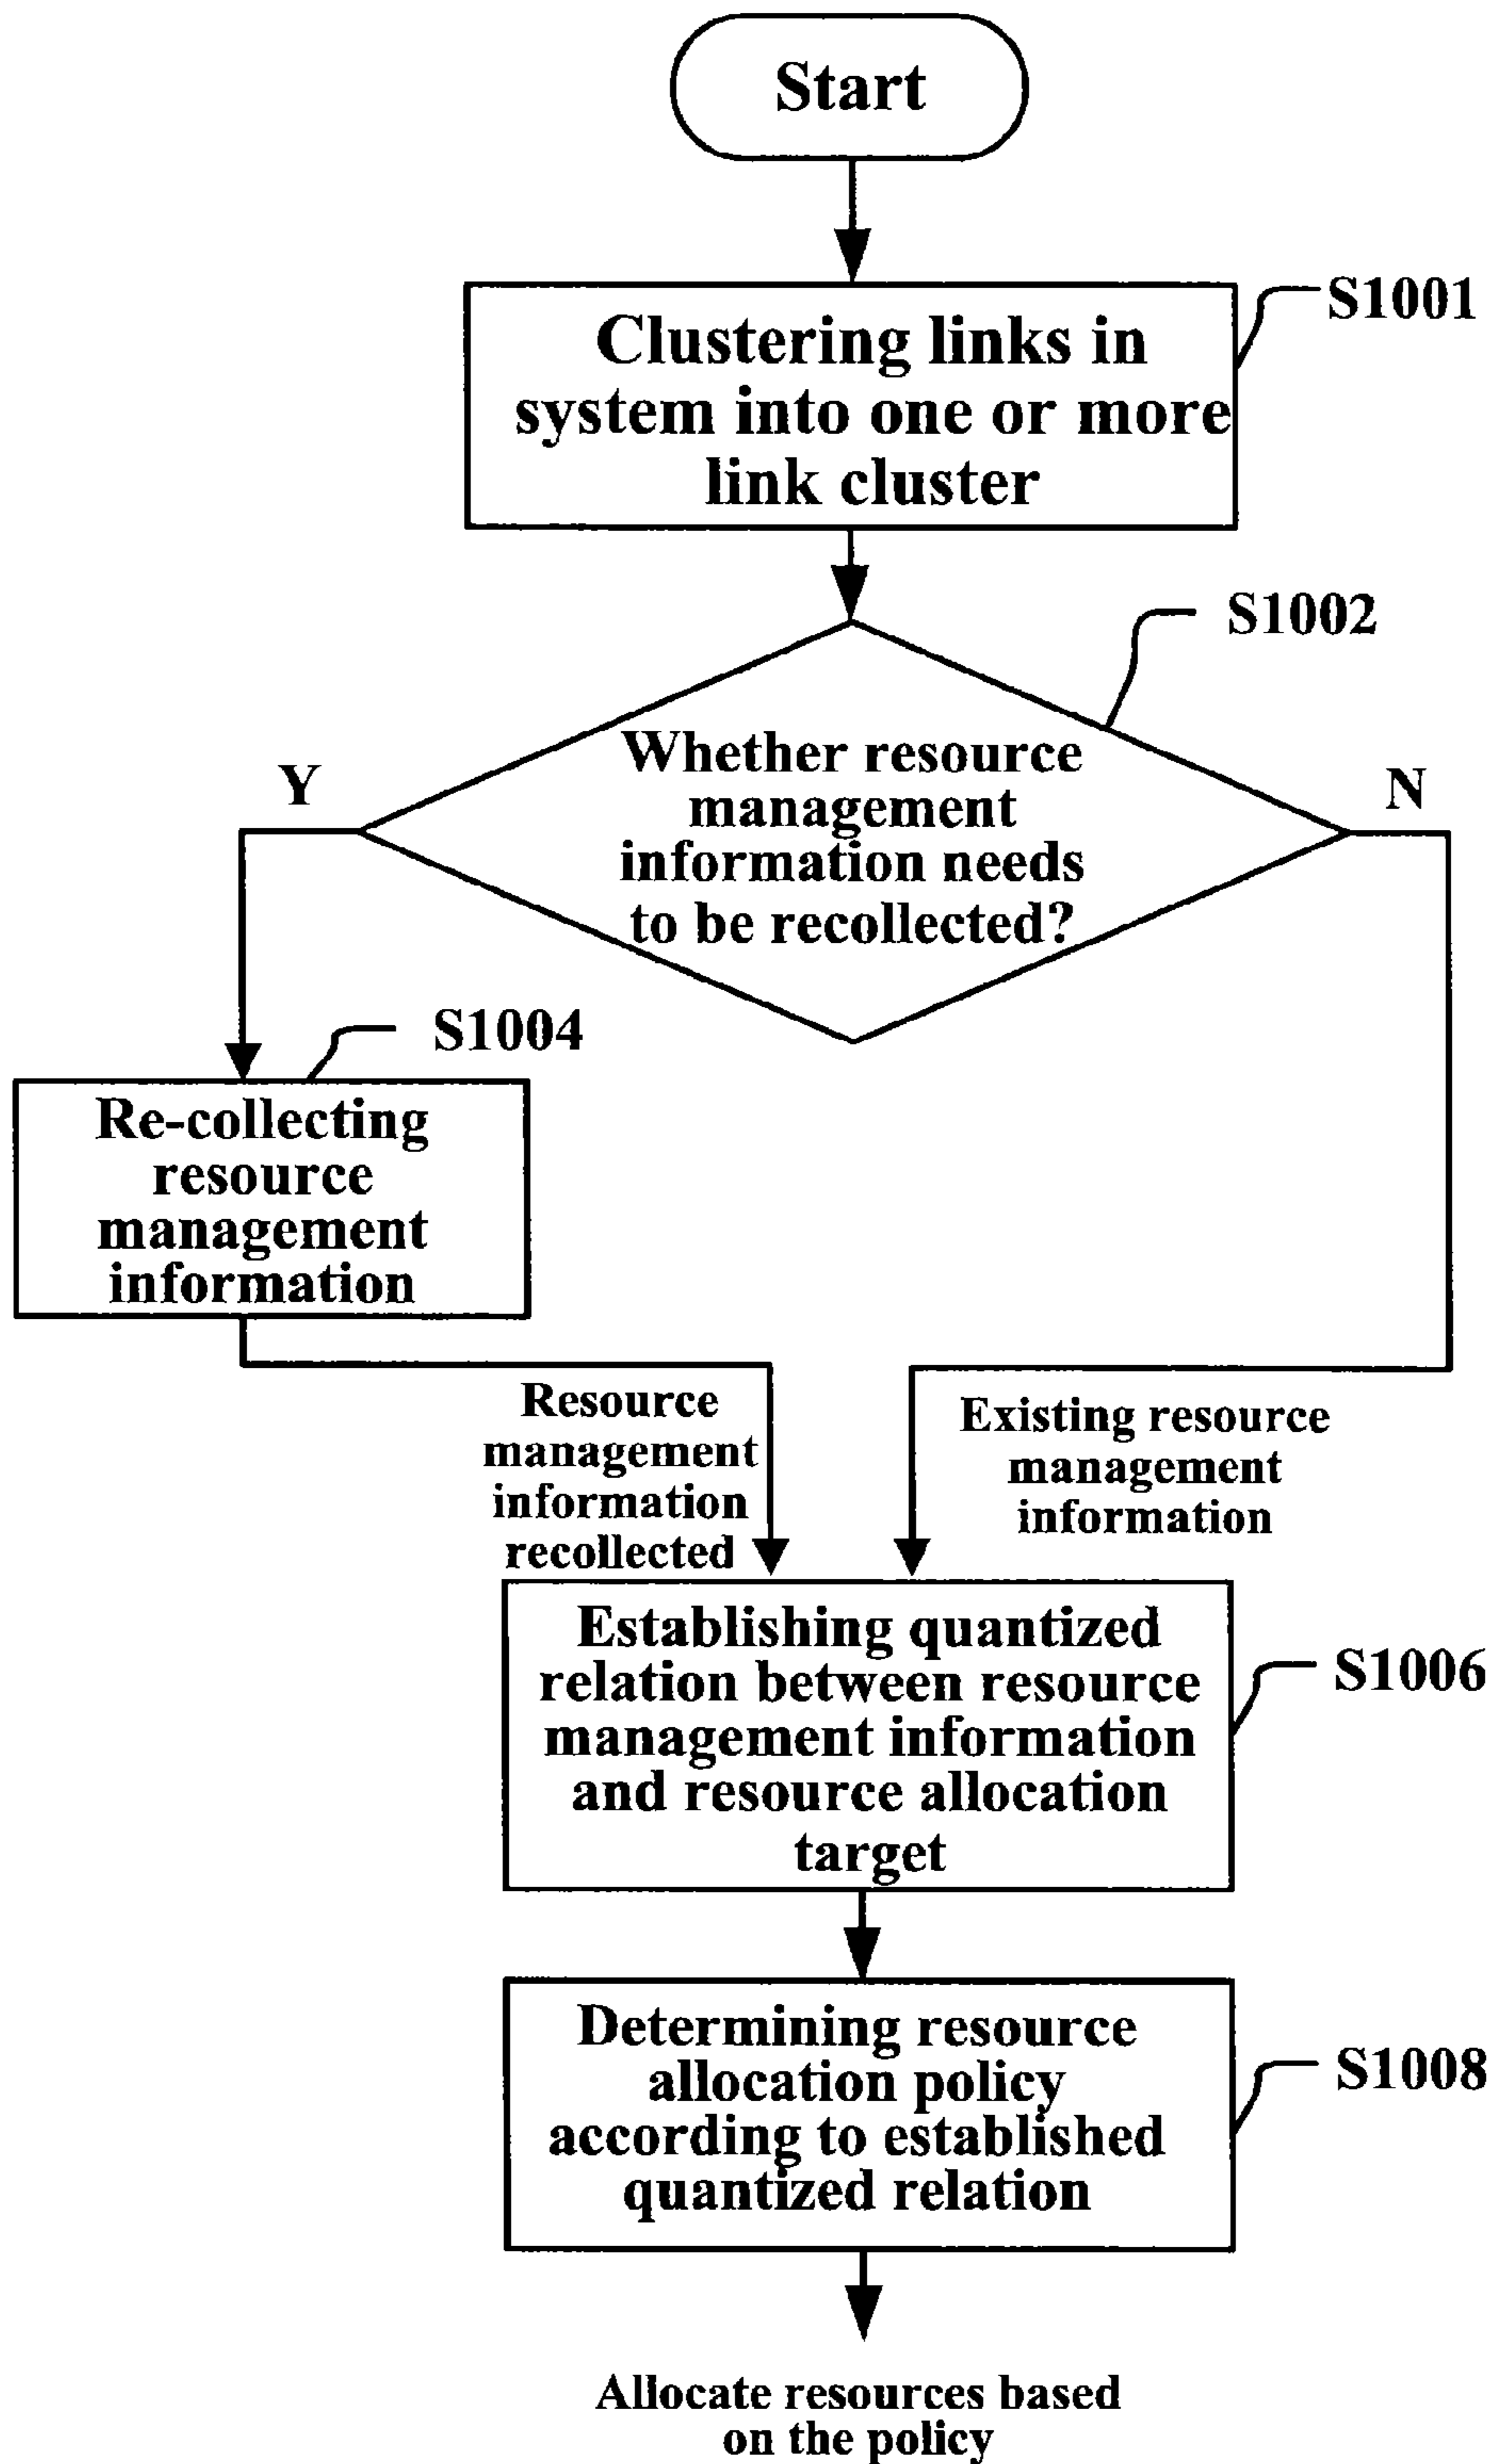 Start
S1001
Clustering links in
system into one or more
link cluster
S1002
Whether resource
management
information needs
to be recollected?
Y
N
S1004
Re-collecting
resource
management
information
Resource
management
information
recollected
Existing resource
management
information
Establishing quantized
relation between resource
management information
and resource allocation
target
S1006
Determining resource
allocation policy
according to established
quantized relation
S1008
Allocate resources based
on the policy